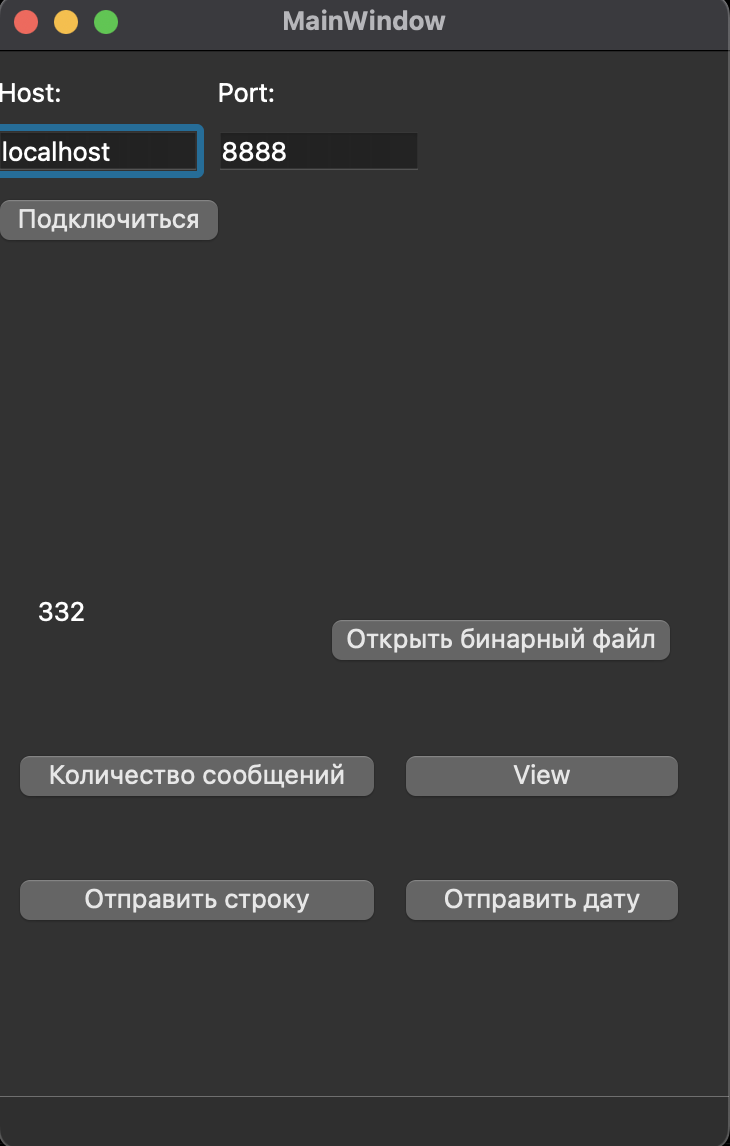 MainWindow
Host: Port:
localhost 8888
Подключиться
332
Открыть бинарный файл
Количество сообщений View
Отправить строку Отправить дату